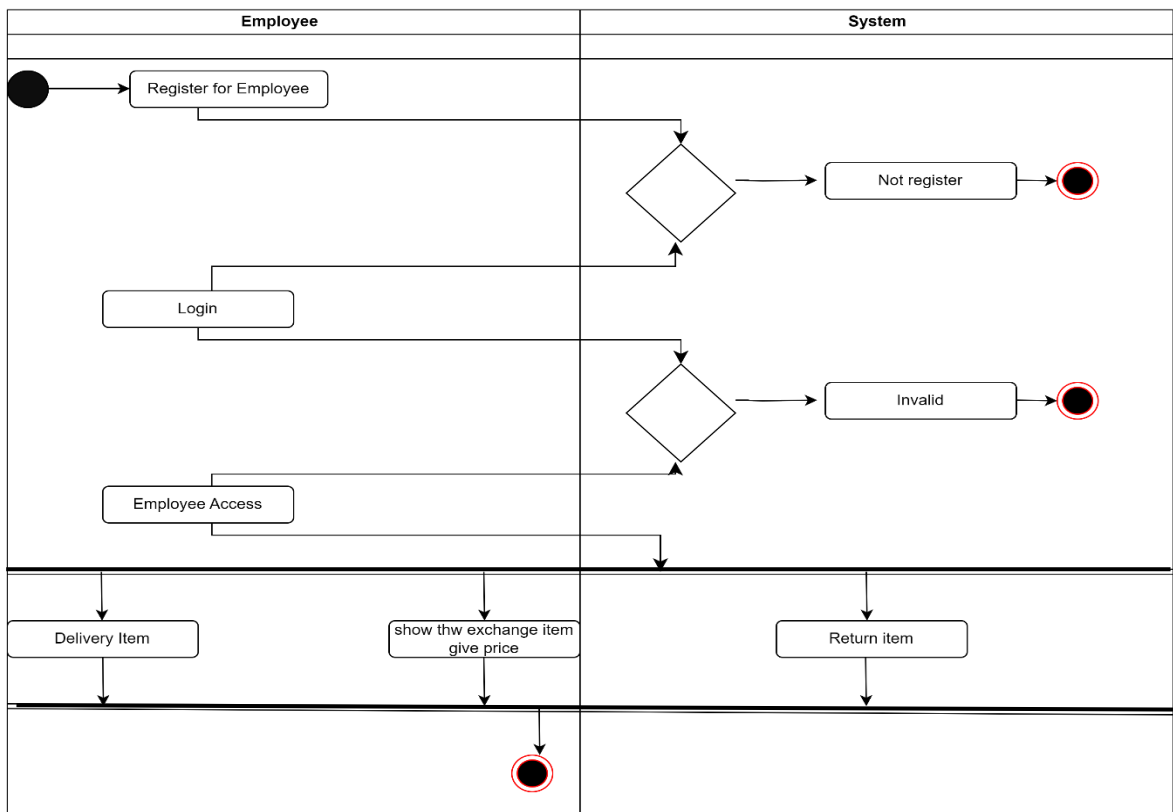 Employee
System
Register for Employee
Not register
Login
Invalid
Employee Access
Delivery Item
show thw exchange item
give price
Return item